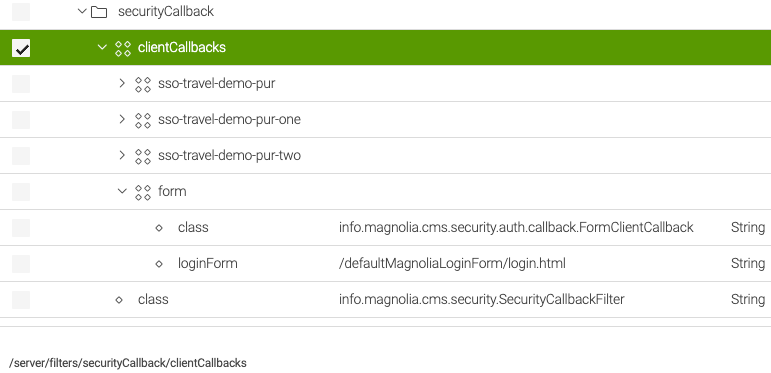 securityCallback
clientCallbacks
sso-travel-demo-pur
sso-travel-demo-pur-one
sso-travel-demo-pur-two
form
class info.magnolia.cms.security.auth.callback.FormClientCallback String
loginForm /defaultMagnoliaLoginForm/login.html String
class info.magnolia.cms.security.SecurityCallbackFilter String
/server/filters/securityCallback/clientCallbacks